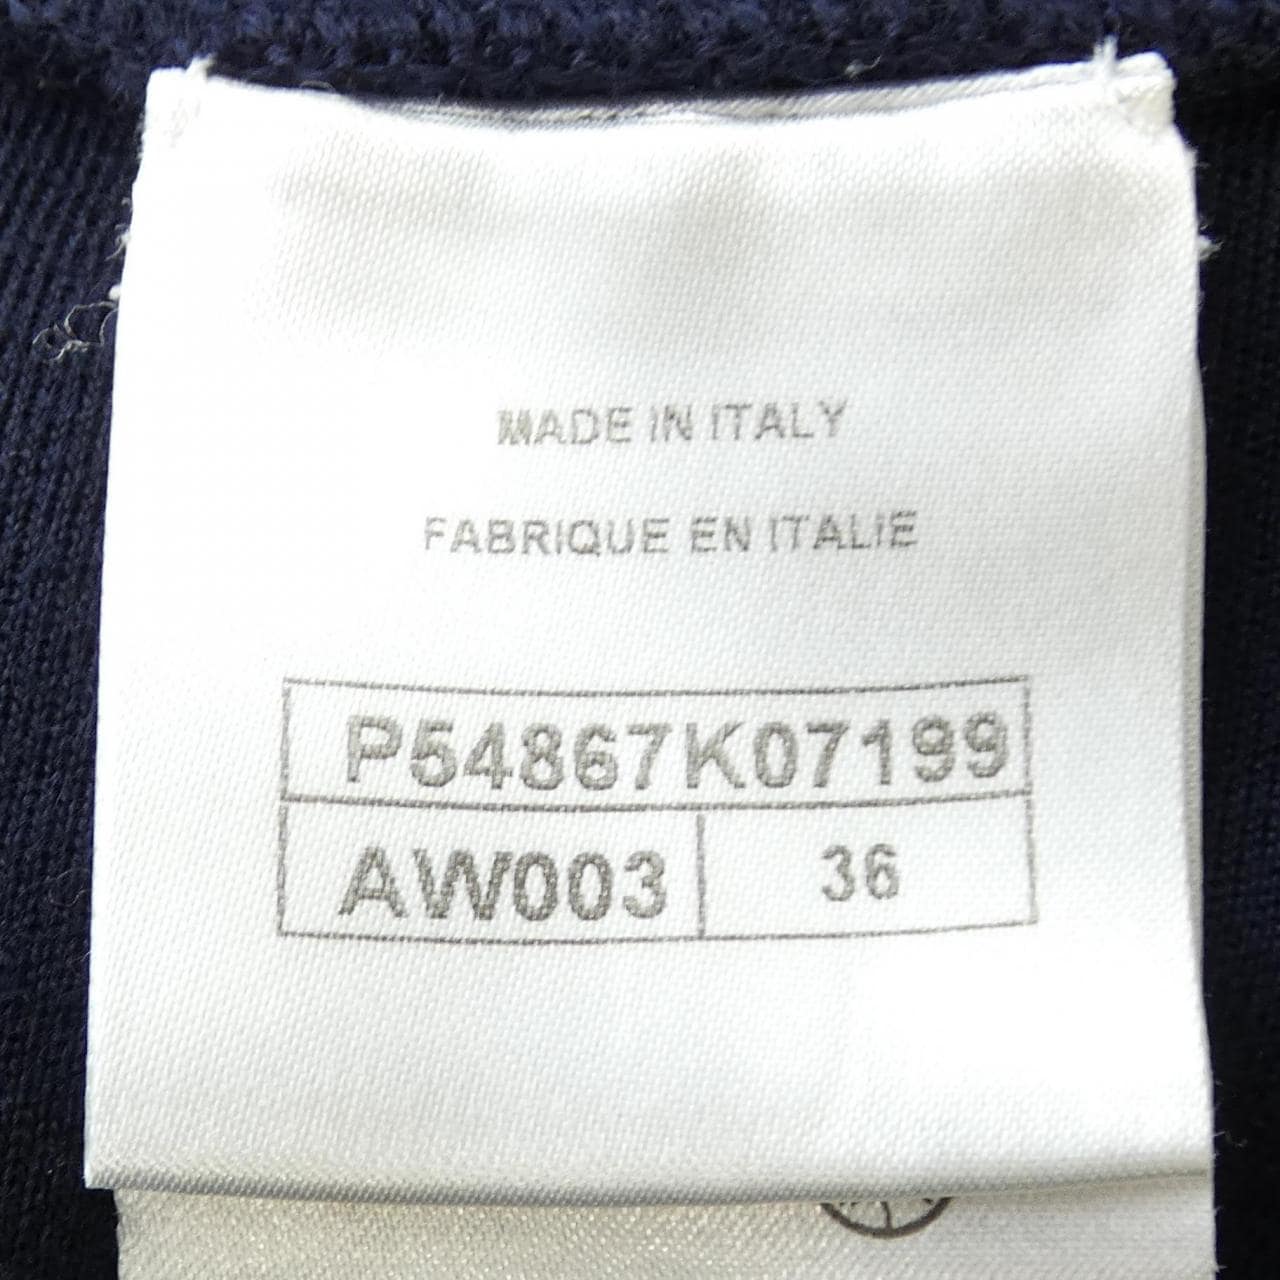 MADE IN ITALY
FABRIQUE EN ITALIE
P54867K07199
AW003 36